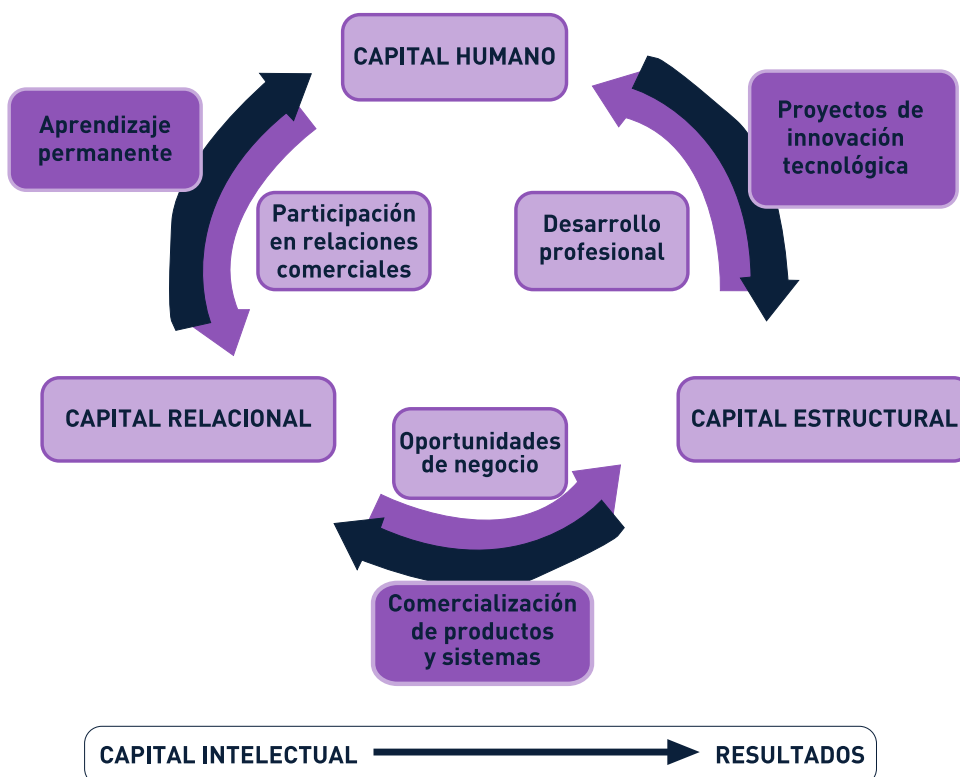 CAPITAL HUMANO
Aprendizaje
permanente
Proyectos de
innovación
tecnológica
Participación
en relaciones
comerciales
Desarrollo
profesional
CAPITAL RELACIONAL
CAPITAL ESTRUCTURAL
Oportunidades
de negocio
Comercialización
de productos
y sistemas
CAPITAL INTELECTUAL
RESULTADOS